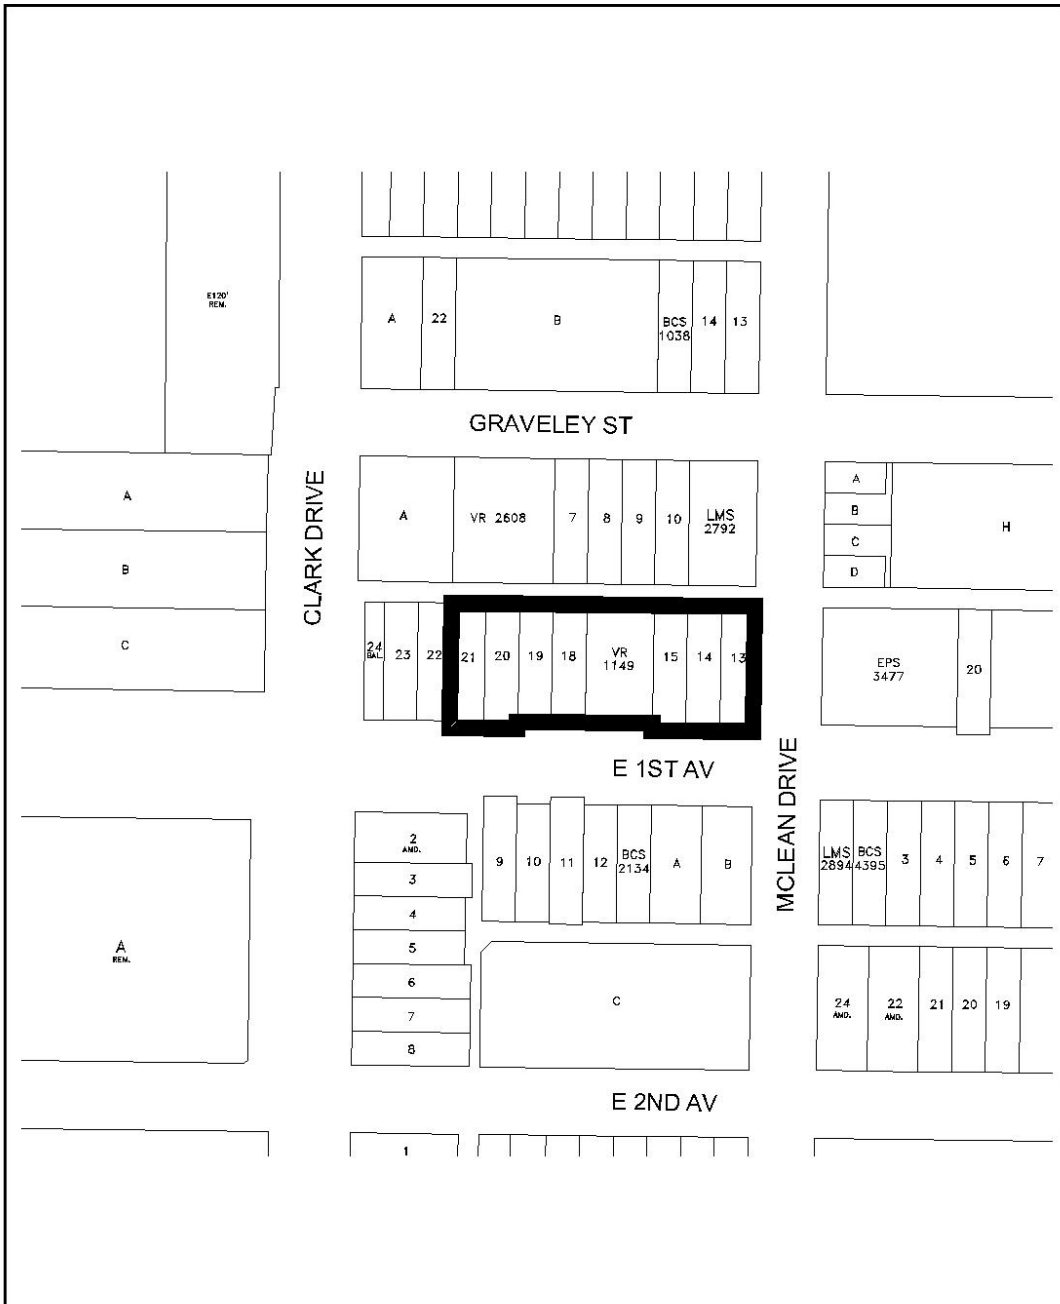 E120'
REM.
A 22 B BCS 14 13
1038
GRAVELEY ST
A
B
C
CLARK DRIVE
A VR 2608 7 8 9 10 LMS
2792
A
B
C
D
H
24 23 22 21 20 19 18 VR 15 14 13
BAL. 1149
EPS 20
3477
E 1ST AV
MCLEAN DRIVE
2
AMD.
3
4
5
6
7
8
9 10 11 12 BCS A B
2134
LMS BCS 3 4 5 6 7
2894 4395
A
REM.
C
24 22 21 20 19
AMD. AMD.
E 2ND AV
1